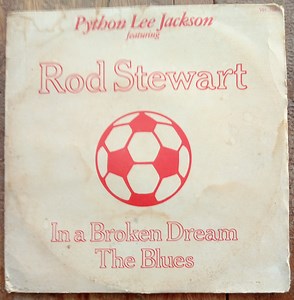 Python Lee Jackson
featuring
Rod Stewart
In a Broken Dream
The Blues